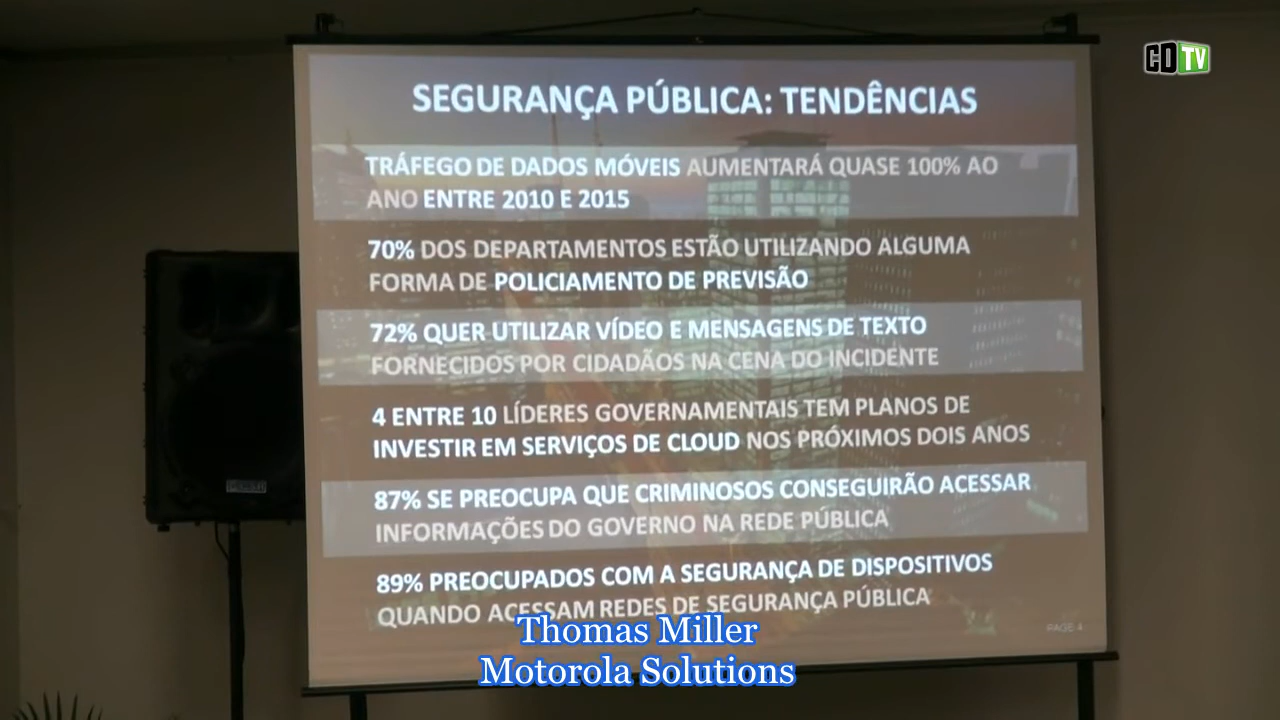 CDTV
SEGURANÇA PÚBLICA: TENDÊNCIAS
TRÁFEGO DE DADOS MÓVEIS AUMENTARÁ QUASE 100% AO
ANO ENTRE 2010 E 2015
70% DOS DEPARTAMENTOS ESTÃO UTILIZANDO ALGUMA
FORMA DE POLICIAMENTO DE PREVISÃO
72% QUER UTILIZAR VÍDEO E MENSAGENS DE TEXTO
FORNECIDOS POR CIDADÃOS NA CENA DO INCIDENTE
4 ENTRE 10 LÍDERES GOVERNAMENTAIS TEM PLANOS DE
INVESTIR EM SERVIÇOS DE CLOUD NOS PRÓXIMOS DOIS ANOS
87% SE PREOCUPA QUE CRIMINOSOS CONSEGUIRÃO ACESSAR
INFORMAÇÕES DO GOVERNO NA REDE PÚBLICA
89% PREOCUPADOS COM A SEGURANÇA DE DISPOSITIVOS
QUANDO ACESSAM REDES DE SEGURANÇA PÚBLICA
PAGE 4
Thomas Miller
Motorola Solutions